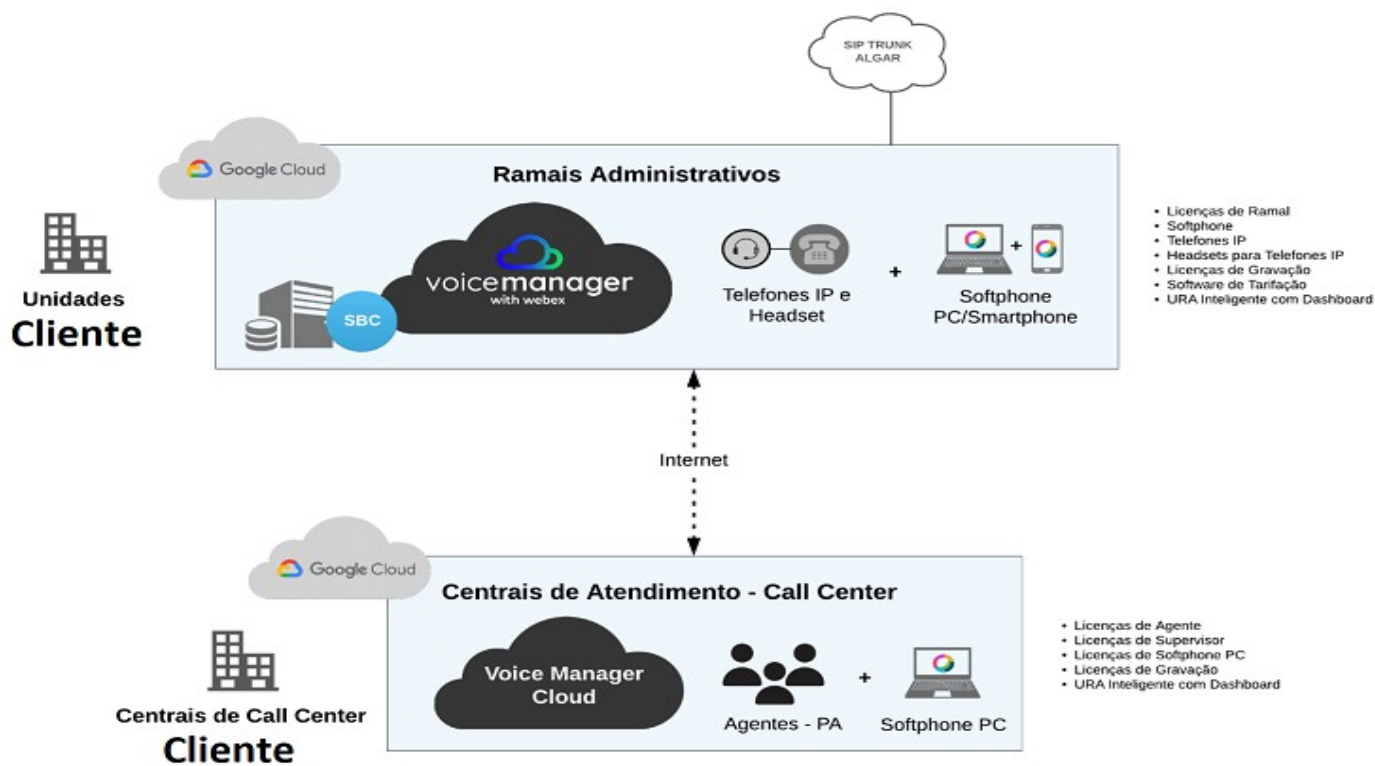 SIP TRUNK
ALGAR
Google Cloud
Ramais Administrativos
voicemanager
with webex
SBC
Telefones IP e
Headset
+
+
Softphone
PC/Smartphone
Unidades
Cliente
• Licenças de Ramal
• Softphone
• Telefones IP
• Headsets para Telefones IP
• Licenças de Gravação
• Software de Tarifação
• URA Inteligente com Dashboard
Internet
Google Cloud
Centrais de Atendimento - Call Center
Voice Manager
Cloud
Agentes - PA
+
Softphone PC
Centrais de Call Center
Cliente
• Licenças de Agente
• Licenças de Supervisor
• Licenças de Softphone PC
• Licenças de Gravação
• URA Inteligente com Dashboard